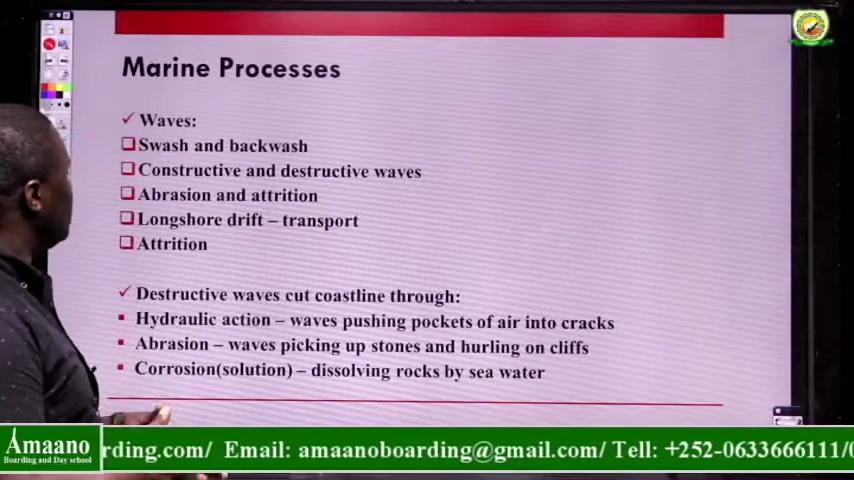 Marine Processes
Waves:
Swash and backwash
Constructive and destructive waves
Abrasion and attrition
Longshore drift – transport
Attrition
Destructive waves cut coastline through:
Hydraulic action – waves pushing pockets of air into cracks
Abrasion – waves picking up stones and hurling on cliffs
Corrosion(solution) – dissolving rocks by sea water
Amaano
Boarding and Day school
rding.com/ Email: amaanoboarding@gmail.com/ Tell: +252-0633666111/0